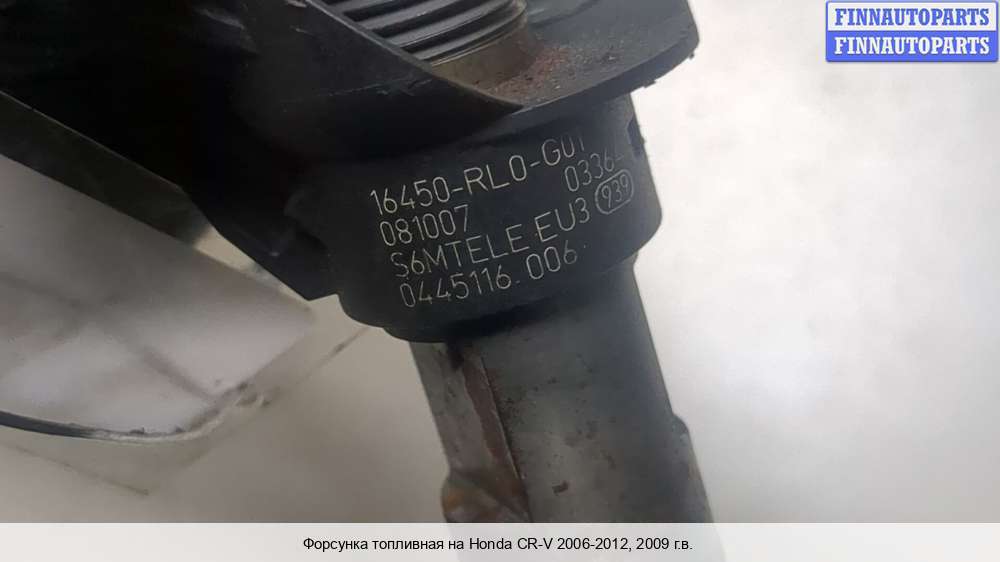 FINNAUTOPARTS
FINNAUTOPARTS
16450-RL0-G01
081007 0336-
S6MTELE EU3 939
0445116.006
Форсунка топливная на Honda CR-V 2006-2012, 2009 г.в.